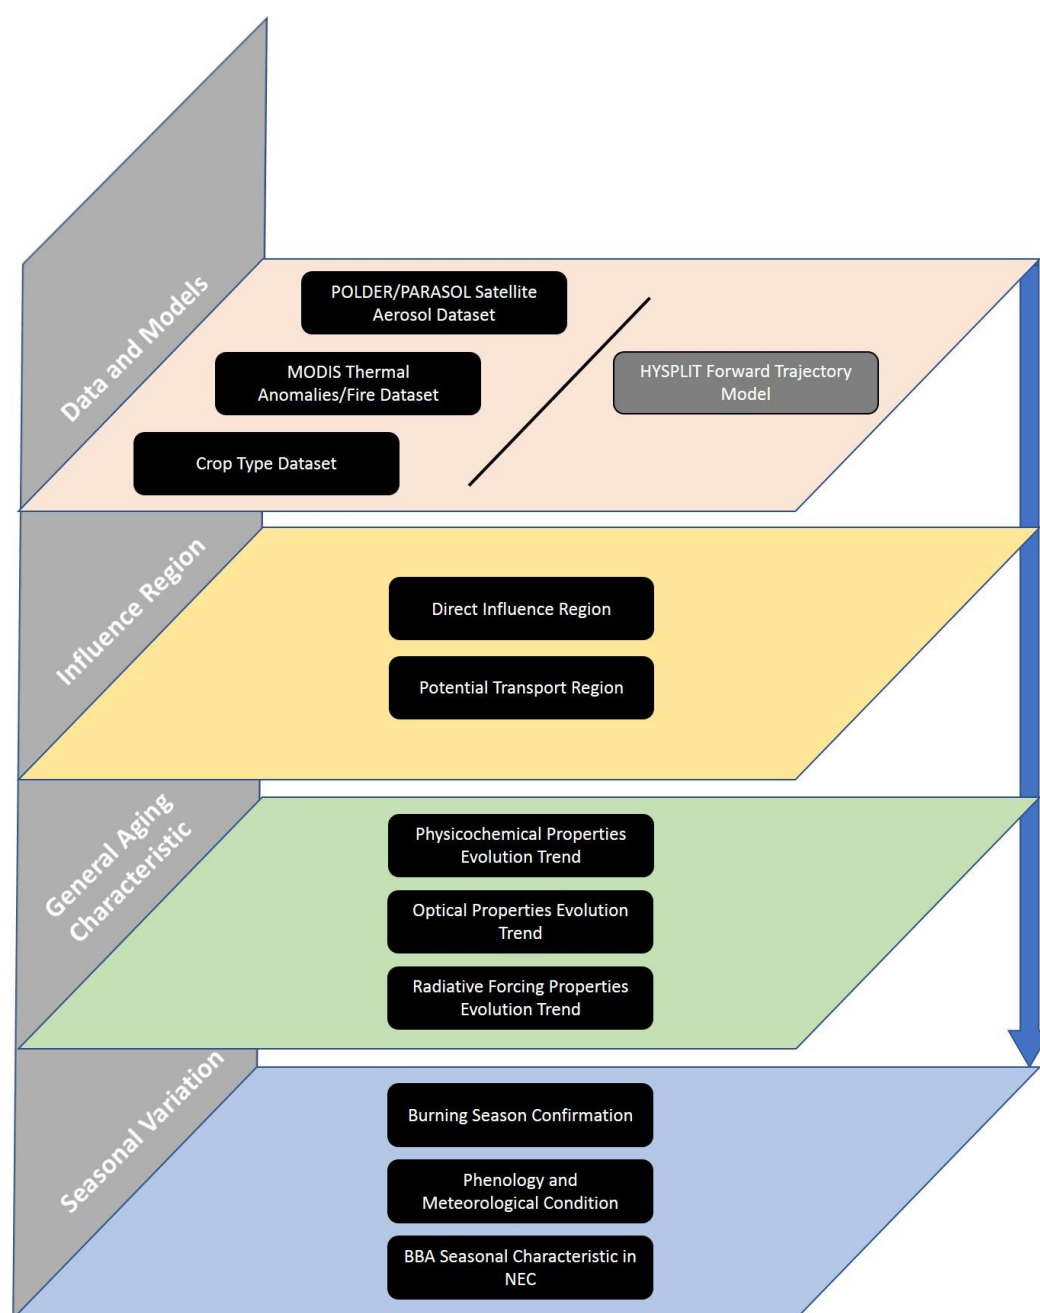 Data and Models
POLDER/PARASOL Satellite
Aerosol Dataset
MODIS Thermal
Anomalies/Fire Dataset
Crop Type Dataset
HYSPLIT Forward Trajectory
Model
Influence Region
Direct Influence Region
Potential Transport Region
General Aging
Characteristic
Physicochemical Properties
Evolution Trend
Optical Properties Evolution
Trend
Radiative Forcing Properties
Evolution Trend
Seasonal Variation
Burning Season Confirmation
Phenology and
Meteorological Condition
BBA Seasonal Characteristic in
NEC